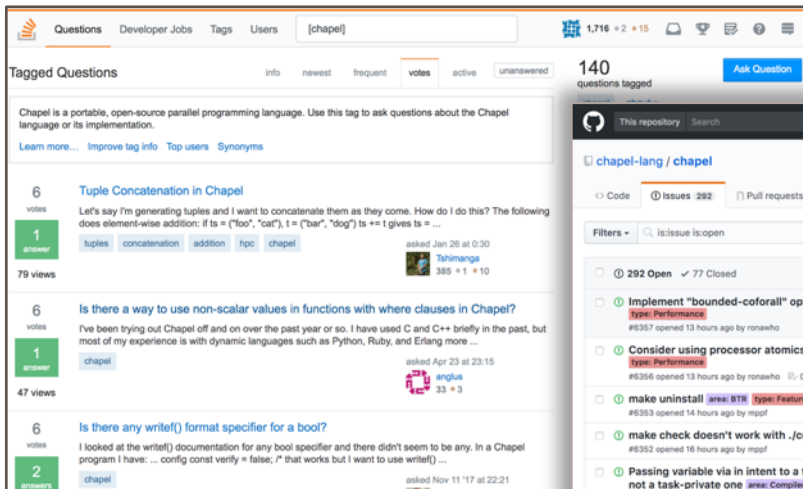 Questions Developer Jobs Tags Users [chapel] 1,716 2 15
Tagged Questions info newest frequent votes active unanswered
140
questions tagged
Ask Question
Chapel is a portable, open-source parallel programming language. Use this tag to ask questions about the Chapel
language or its implementation.
Learn more... Improve tag info Top users Synonyms
6
votes
1
answer
79 views
Tuple Concatenation in Chapel
Let's say I'm generating tuples and I want to concatenate them as they come. How do I do this? The following
does element-wise addition: if ts = ("foo", "cat"), t = ("bar", "dog") ts += t gives ts = ...
tuples concatenation addition hpc chapel
asked Jan 26 at 0:30
Tshimanga
385 1 10
6
votes
1
answer
47 views
Is there a way to use non-scalar values in functions with where clauses in Chapel?
I've been trying out Chapel off and on over the past year or so. I have used C and C++ briefly in the past, but
most of my experience is with dynamic languages such as Python, Ruby, and Erlang more ...
chapel
asked Apr 23 at 23:15
angus
33 3
6
votes
2
answers
Is there any writef() format specifier for a bool?
I looked at the writef() documentation for any bool specifier and there didn't seem to be any. In a Chapel
program I have: ... config const verify = false; /* that works but I want to use writef() ...
chapel
asked Nov 11 '17 at 22:21
This repository Search
chapel-lang / chapel
Code Issues 292 Pull requests
Filters is:issue is:open
292 Open 77 Closed
Implement "bounded-coforall" op
type: Performance
#6357 opened 13 hours ago by ronawho
Consider using processor atomics
type: Performance
#6356 opened 13 hours ago by ronawho
make uninstall area: BTR type: Featur
#6353 opened 14 hours ago by mppf
make check doesn't work with ./c
#6352 opened 16 hours ago by mppf
Passing variable via in intent to a
not a task-private one area: Compile